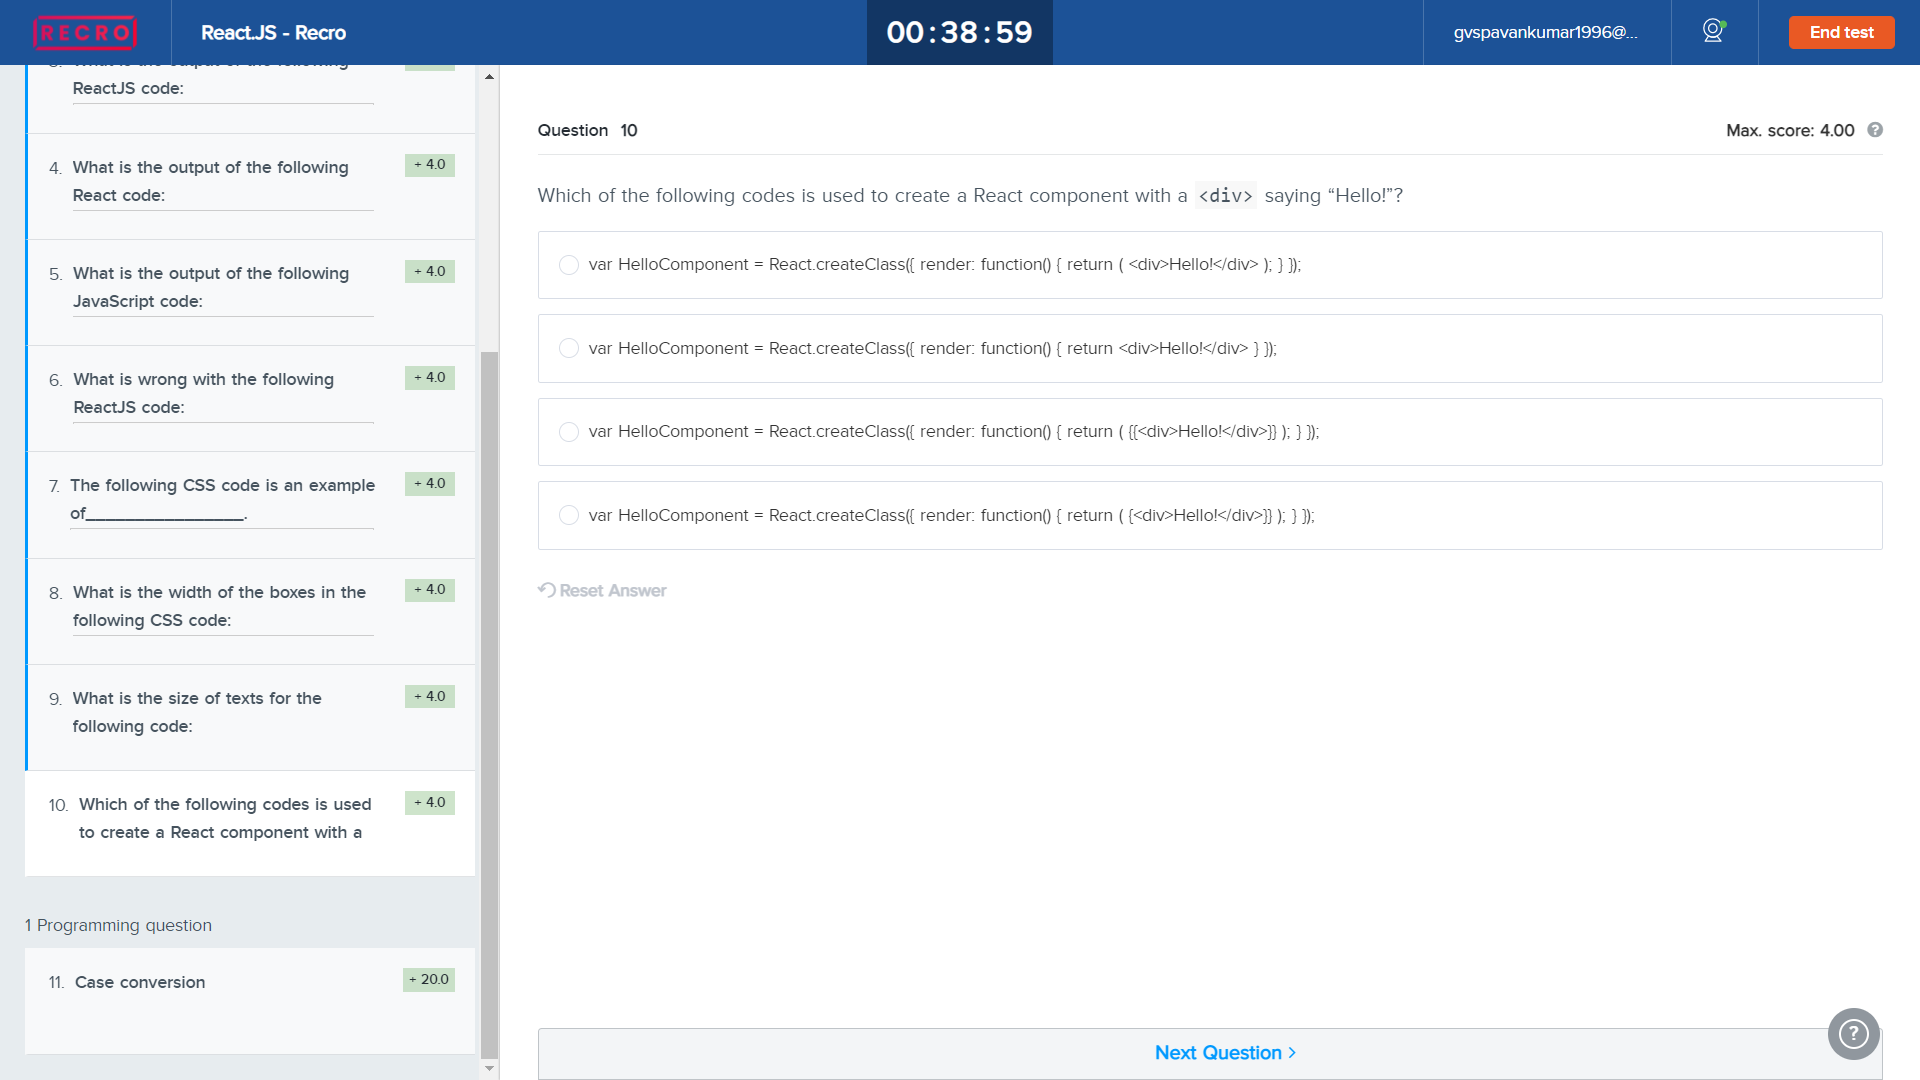 RECRO
React.JS - Recro
00:38:59
gvspavankumar1996@...
End test
3. What is the output of the following
ReactJS code:
4. What is the output of the following
React code:
+ 4.0
5. What is the output of the following
JavaScript code:
+ 4.0
6. What is wrong with the following
ReactJS code:
+ 4.0
7. The following CSS code is an example
of_________________.
+ 4.0
8. What is the width of the boxes in the
following CSS code:
+ 4.0
9. What is the size of texts for the
following code:
+ 4.0
10. Which of the following codes is used
to create a React component with a
+ 4.0
1 Programming question
11. Case conversion
+ 20.0
Question 10
Max. score: 4.00 ?
Which of the following codes is used to create a React component with a <div> saying “Hello!”?
var HelloComponent = React.createClass({ render: function() { return ( <div>Hello!</div> ); } });
var HelloComponent = React.createClass({ render: function() { return <div>Hello!</div> } });
var HelloComponent = React.createClass({ render: function() { return ( {{<div>Hello!</div>}} ); } });
var HelloComponent = React.createClass({ render: function() { return ( {<div>Hello!</div>}} ); } });
Reset Answer
Next Question >
?